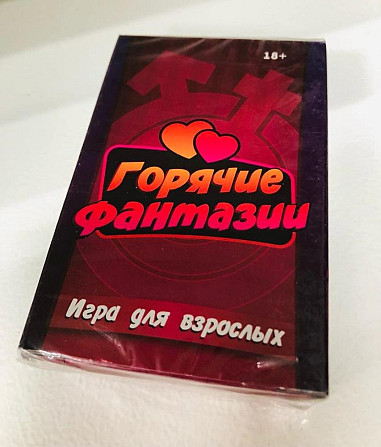 18+
Горячие
фантазии
Игра для взрослых